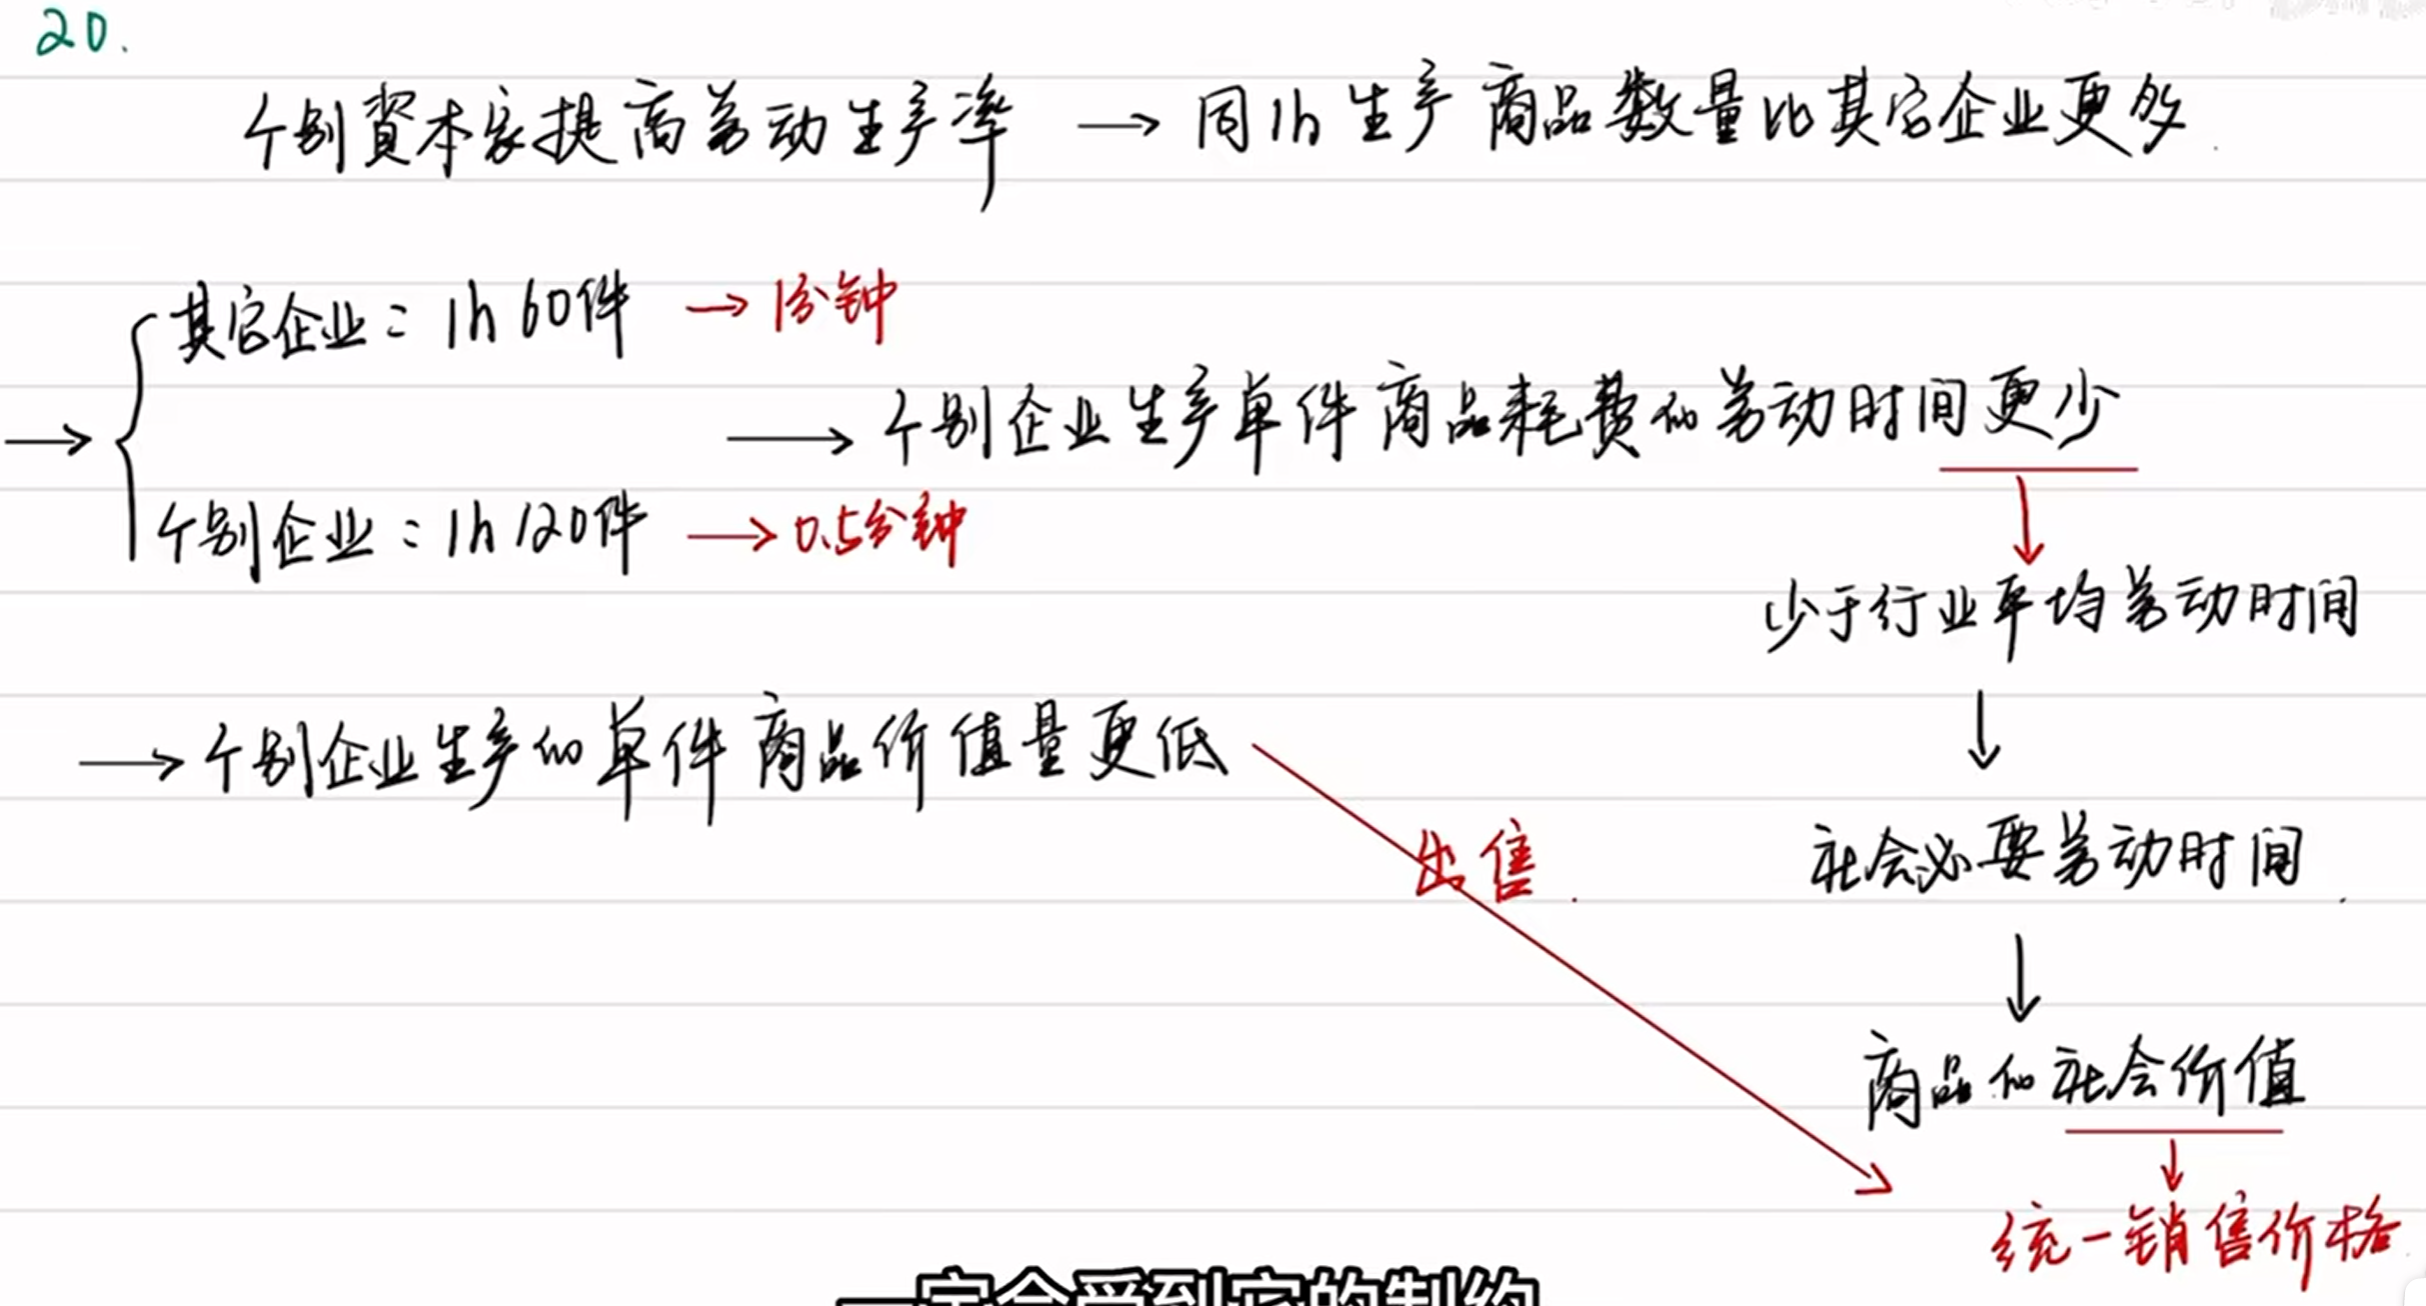 20.
个别資本家提高劳动生产率 → 同1h生产商品数量比其它企业更多.
其它企业：1h 60件 → 1分钟
→ 个别企业生产单件商品耗费的劳动时间更少
个别企业：1h 120件 → 0.5分钟
少于行业平均劳动时间
→ 个别企业生产的单件商品价值量更低
出售.
社会必要劳动时间.
商品的社会价值
统一销售价格
一定会受到它的制约